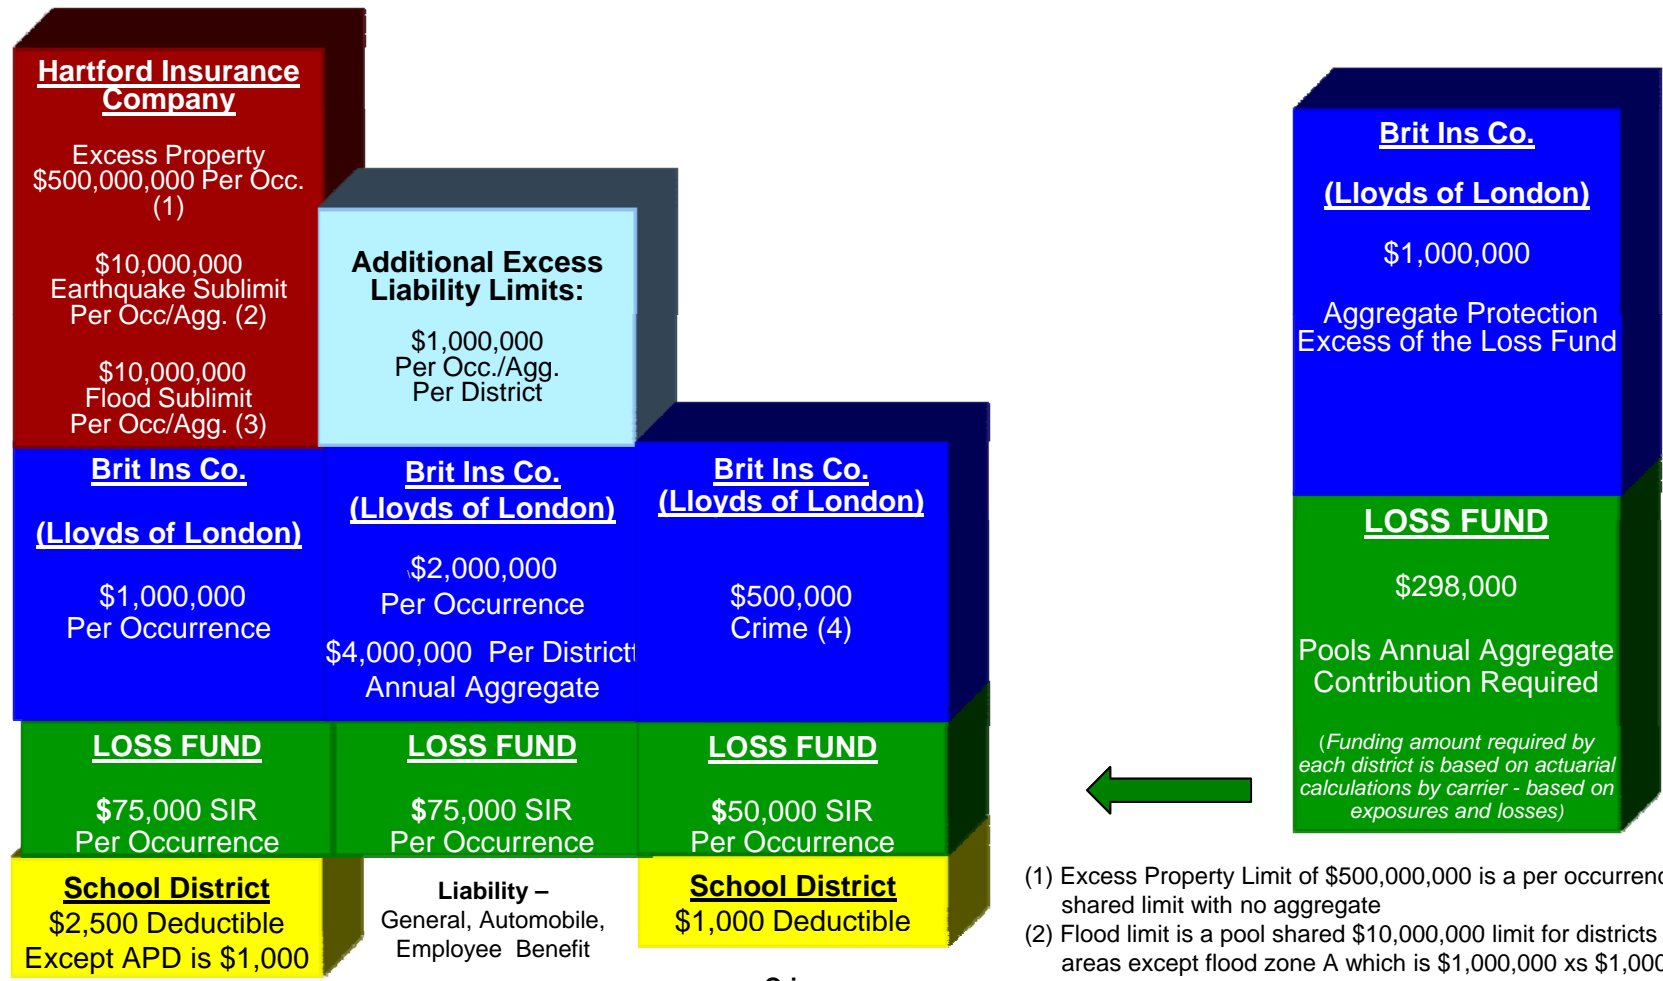 Hartford Insurance
Company
Excess Property
$500,000,000 Per Occ.
(1)
$10,000,000
Earthquake Sublimit
Per Occ/Agg. (2)
$10,000,000
Flood Sublimit
Per Occ/Agg. (3)
Additional Excess
Liability Limits:
$1,000,000
Per Occ./Agg.
Per District
Brit Ins Co.
(Lloyds of London)
$1,000,000
Per Occurrence
Brit Ins Co.
(Lloyds of London)
\$2,000,000
Per Occurrence
$4,000,000 Per Districtt
Annual Aggregate
Brit Ins Co.
(Lloyds of London)
$500,000
Crime (4)
LOSS FUND
$75,000 SIR
Per Occurrence
LOSS FUND
$75,000 SIR
Per Occurrence
LOSS FUND
$50,000 SIR
Per Occurrence
School District
$2,500 Deductible
Except APD is $1,000
Liability –
General, Automobile,
Employee Benefit
School District
$1,000 Deductible
Brit Ins Co.
(Lloyds of London)
$1,000,000
Aggregate Protection
Excess of the Loss Fund
LOSS FUND
$298,000
Pools Annual Aggregate
Contribution Required
(Funding amount required by
each district is based on actuarial
calculations by carrier - based on
exposures and losses)
(1) Excess Property Limit of $500,000,000 is a per
shared limit with no aggregate
(2) Flood limit is a pool shared $10,000,000 limit for districts
areas except flood zone A which is $1,000,000 xs